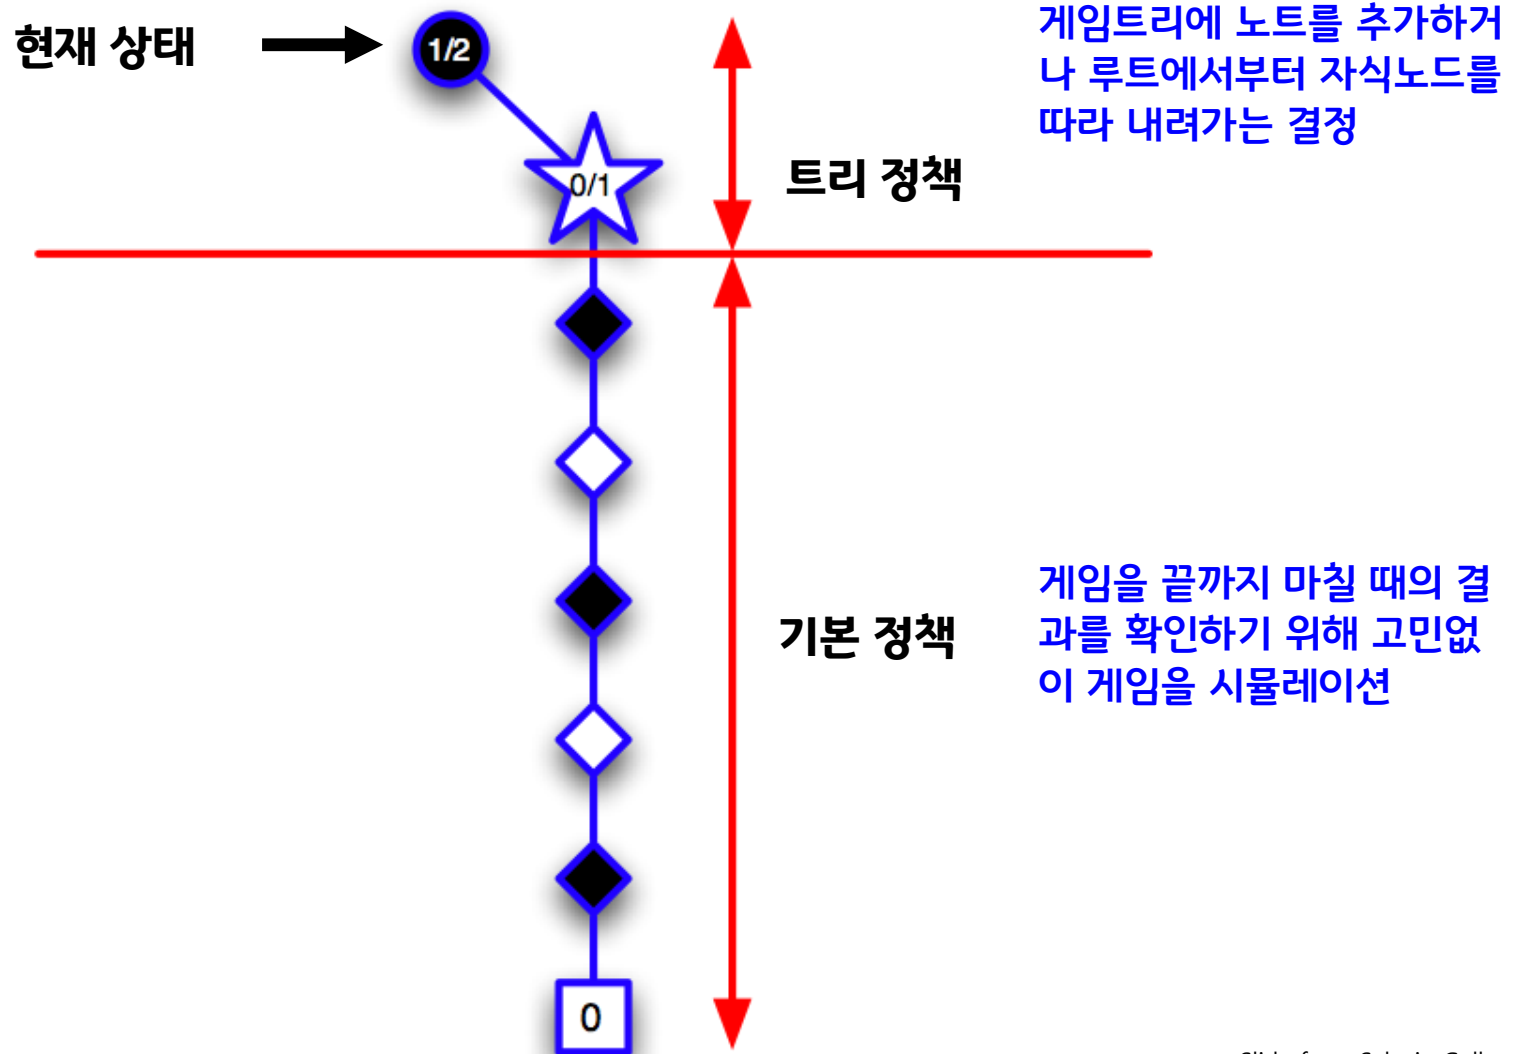 현재 상태
1/2
게임트리에 노트를 추가하거
나 루트에서부터 자식노드를
따라 내려가는 결정
0/1
트리 정책
기본 정책
게임을 끝까지 마칠 때의 결
과를 확인하기 위해 고민없
이 게임을 시뮬레이션
0